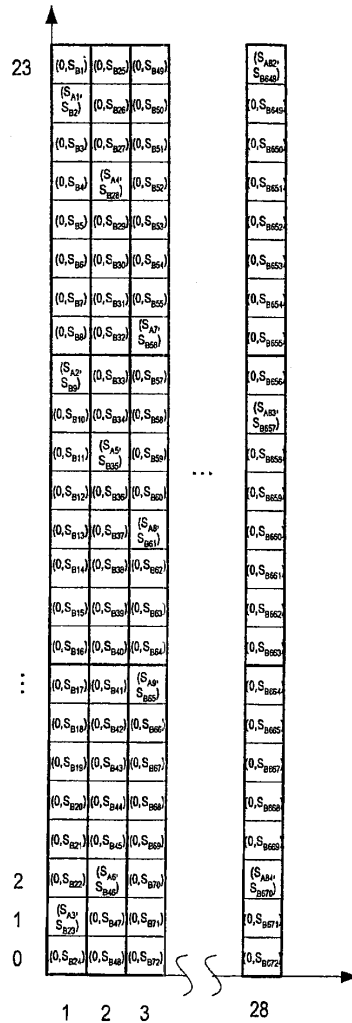 23 (0,S_B1) (0,S_B25) (0,S_B49) (S_A82, S_B648)
(S_A1, S_B2) (0,S_B26) (0,S_B50) (0,S_B649)
(0,S_B3) (0,S_B27) (0,S_B51) (0,S_B650)
(0,S_B4) (S_A4, S_B28) (0,S_B52) (0,S_B651)
(0,S_B5) (0,S_B29) (0,S_B53) (0,S_B652)
(0,S_B6) (0,S_B30) (0,S_B54) (0,S_B653)
(0,S_B7) (0,S_B31) (0,S_B55) (0,S_B654)
(0,S_B8) (0,S_B32) (S_A7, S_B56) (0,S_B655)
(S_A2, S_B9) (0,S_B33) (0,S_B57) (0,S_B656)
(0,S_B10) (0,S_B34) (0,S_B58) (S_A83, S_B657)
(0,S_B11) (S_A5, S_B35) (0,S_B59) ... (0,S_B658)
(0,S_B12) (0,S_B36) (0,S_B60) (0,S_B659)
(0,S_B13) (0,S_B37) (S_A8, S_B61) (0,S_B660)
(0,S_B14) (0,S_B38) (0,S_B62) (0,S_B661)
(0,S_B15) (0,S_B39) (0,S_B63) (0,S_B662)
(0,S_B16) (0,S_B40) (0,S_B64) (0,S_B663)
⋮ (0,S_B17) (0,S_B41) (S_A9, S_B65) (0,S_B664)
(0,S_B18) (0,S_B42) (0,S_B66) (0,S_B665)
(0,S_B19) (0,S_B43) (0,S_B67) (0,S_B667)
(0,S_B20) (0,S_B44) (0,S_B68) (0,S_B668)
(0,S_B21) (0,S_B45) (0,S_B69) (0,S_B669)
2 (0,S_B22) (S_A6, S_B46) (0,S_B70) (S_A84, S_B670)
1 (S_A3, S_B23) (0,S_B47) (0,S_B71) (0,S_B671)
0 (0,S_B24) (0,S_B48) (0,S_B72) (0,S_B672)
1 2 3 28